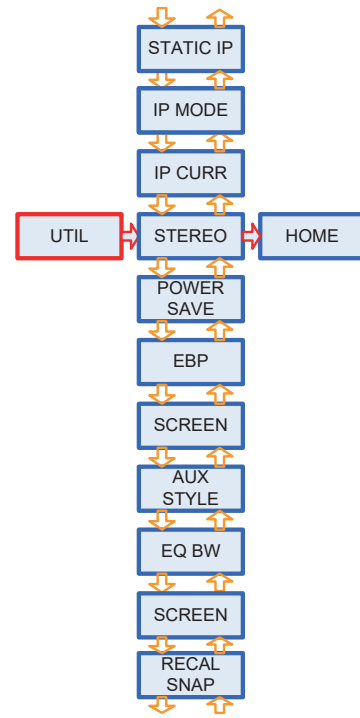 STATIC IP
IP MODE
IP CURR
UTIL
STEREO
HOME
POWER
SAVE
EBP
SCREEN
AUX
STYLE
EQ BW
SCREEN
RECAL
SNAP